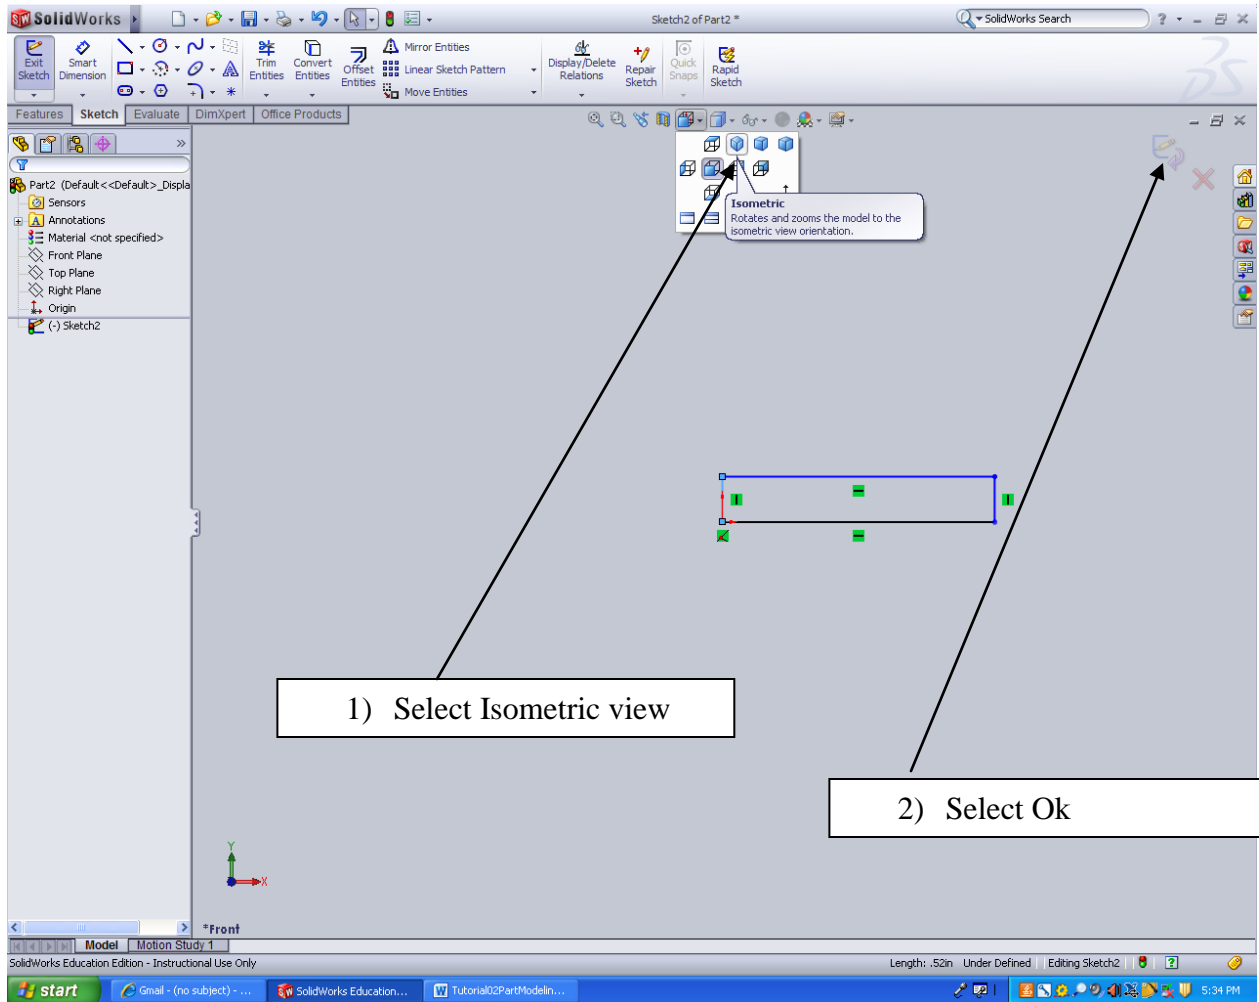 SolidWorks
Sketch2 of Part2 *
SolidWorks Search
Exit Sketch
Smart Dimension
Trim Entities
Convert Entities
Offset Entities
Mirror Entities
Linear Sketch Pattern
Move Entities
Display/Delete Relations
Repair Sketch
Quick Snaps
Rapid Sketch
Features Sketch Evaluate DimXpert Office Products
Part2 (Default<<Default>_Displa
Sensors
Annotations
Material <not specified>
Front Plane
Top Plane
Right Plane
Origin
(-) Sketch2
Isometric
Rotates and zooms the model to the
isometric view orientation.
1) Select Isometric view
2) Select Ok
Y
X
*Front
Model Motion Study 1
SolidWorks Education Edition - Instructional Use Only
Length: .52in Under Defined Editing Sketch2
start Gmail - (no subject) - ... SolidWorks Education... Tutorial02PartModelin... 5:34 PM